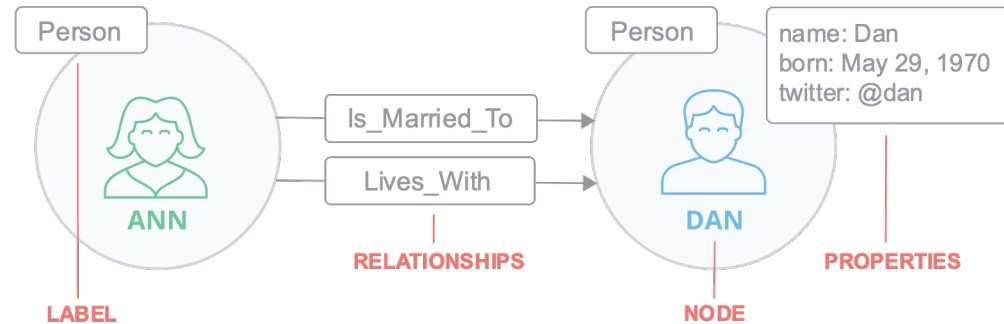 Person
ANN
Is_Married_To
Lives_With
Person
DAN
name: Dan
born: May 29, 1970
twitter: @dan
RELATIONSHIPS
PROPERTIES
LABEL
NODE